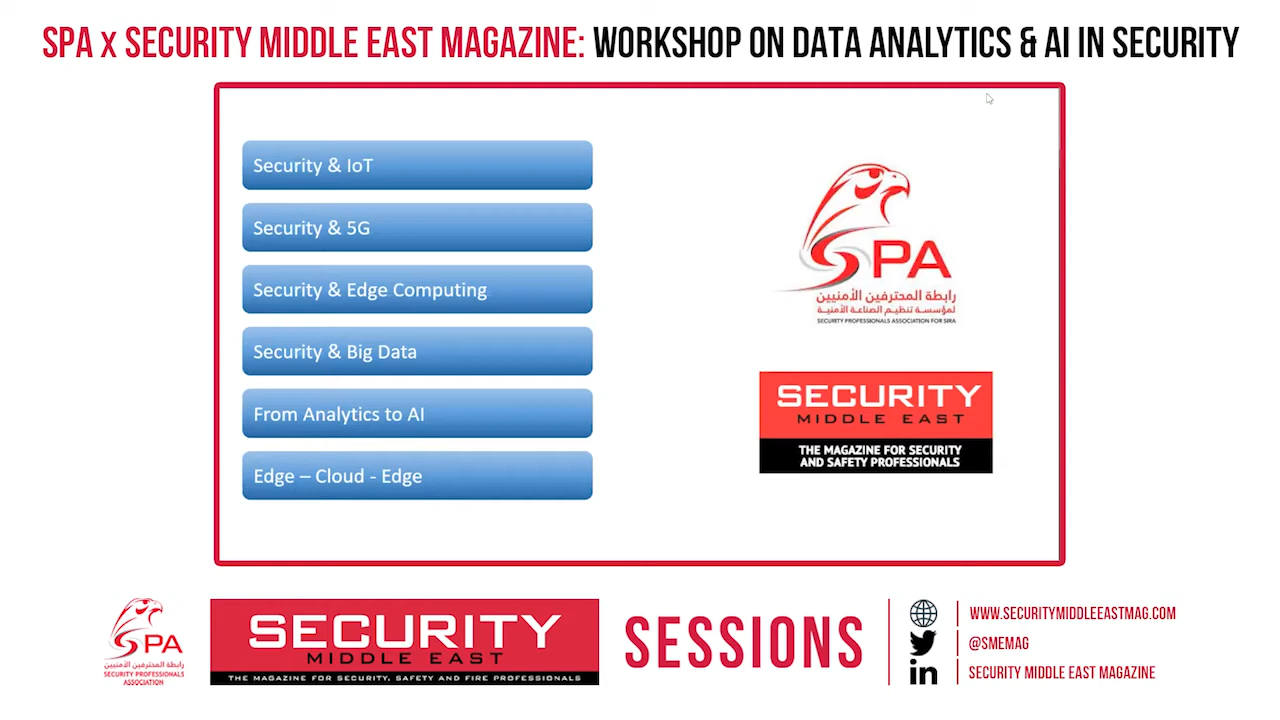 SPA x SECURITY MIDDLE EAST MAGAZINE: WORKSHOP ON DATA ANALYTICS & AI IN SECURITY
Security & IoT
Security & 5G
Security & Edge Computing
Security & Big Data
From Analytics to AI
Edge – Cloud - Edge
SPA
رابطة المحترفين الأمنيين
لمؤسسة تنظيم الصناعة الأمنية
SECURITY PROFESSIONALS ASSOCIATION FOR SIRA
SECURITY
MIDDLE EAST
THE MAGAZINE FOR SECURITY
AND SAFETY PROFESSIONALS
SPA
رابطة المحترفين الأمنيين
SECURITY PROFESSIONALS
ASSOCIATION
SECURITY
MIDDLE EAST
THE MAGAZINE FOR SECURITY, SAFETY AND FIRE PROFESSIONALS
SESSIONS
WWW.SECURITYMIDDLEEASTMAG.COM
@SMEMAG
in
SECURITY MIDDLE EAST MAGAZINE